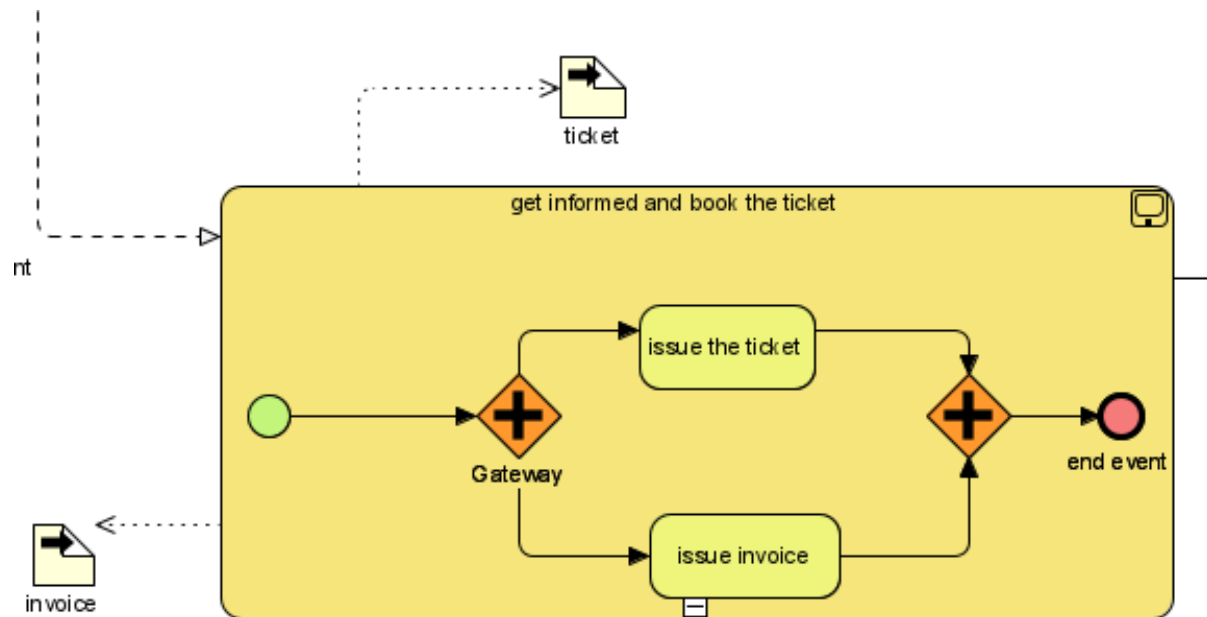 ticket
get informed and book the ticket
nt
issue the ticket
Gateway
end event
issue invoice
invoice